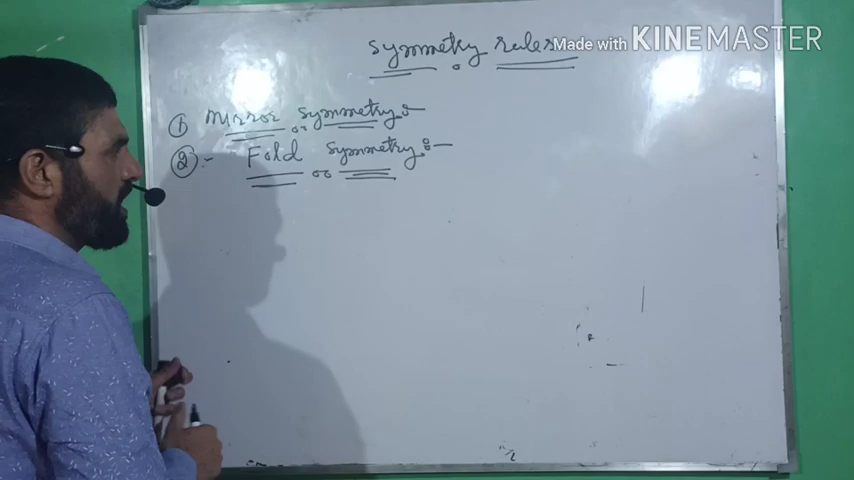 Symmetry rules
Made with KINEMASTER
① Mirror symmetry :-
② :- Fold symmetry :-